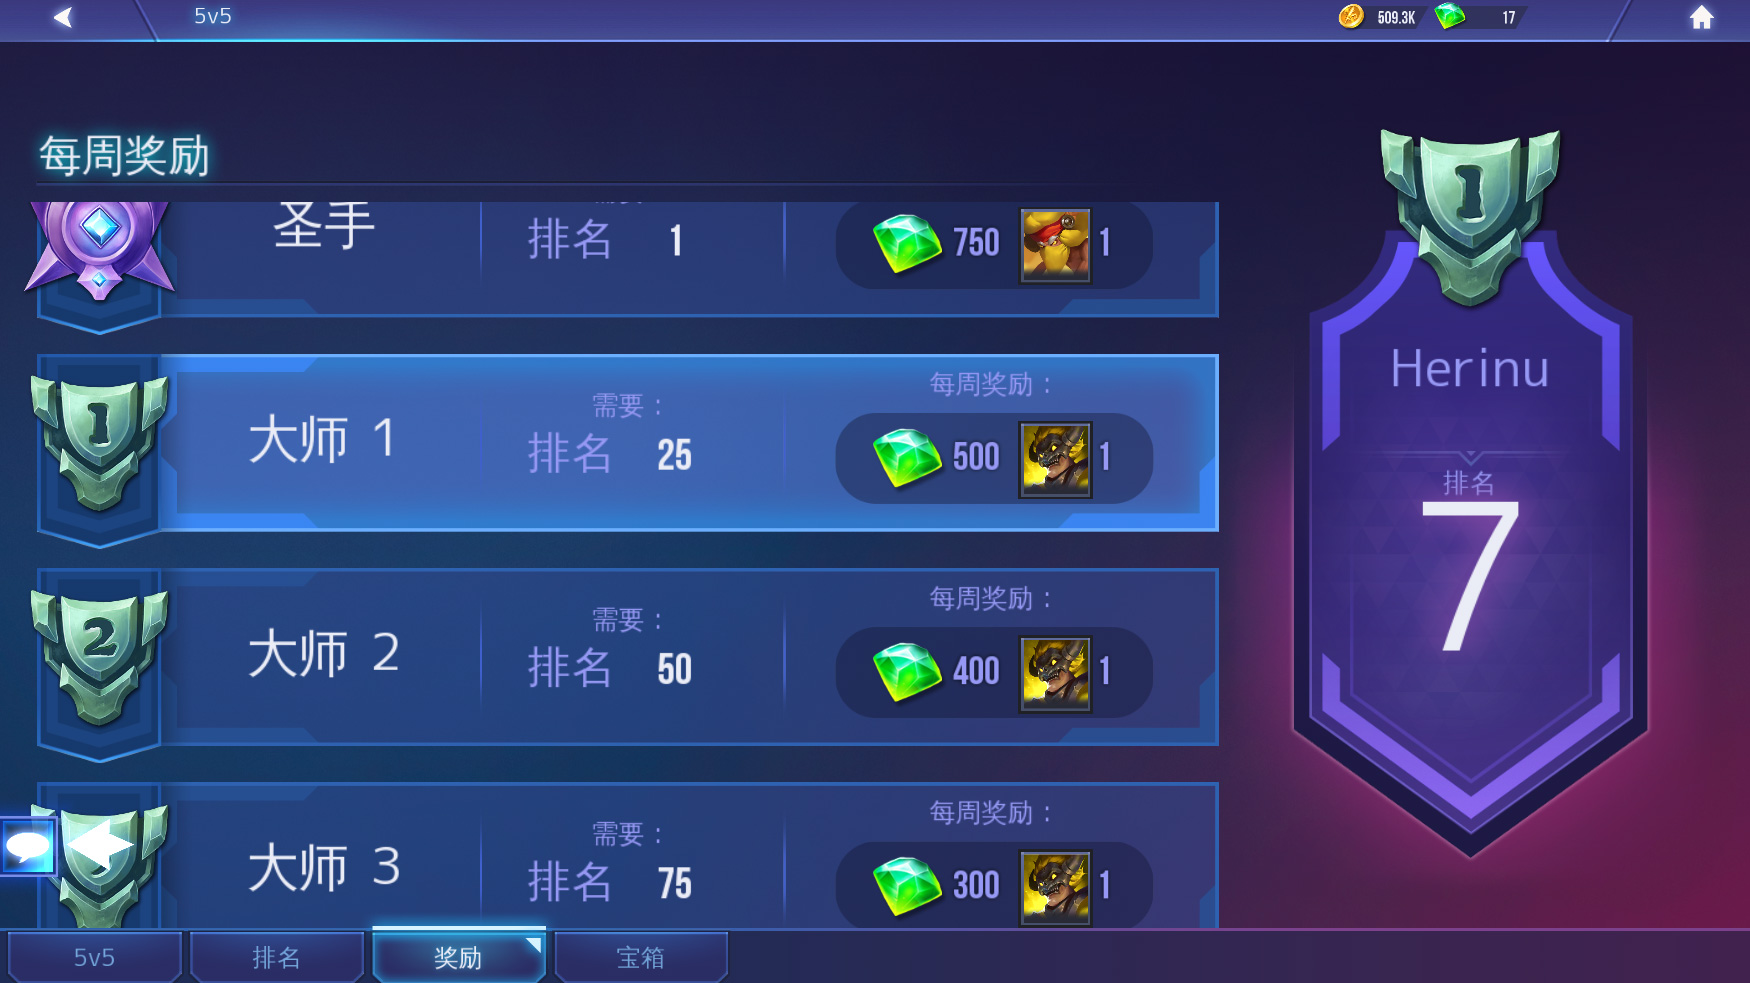 5v5
509.3K
17
每周奖励
圣手
排名 1
750
1
大师 1
需要：
排名 25
每周奖励：
500
1
大师 2
需要：
排名 50
每周奖励：
400
1
大师 3
需要：
排名 75
每周奖励：
300
1
1
Herinu
排名
7
1
2
5v5
排名
奖励
宝箱